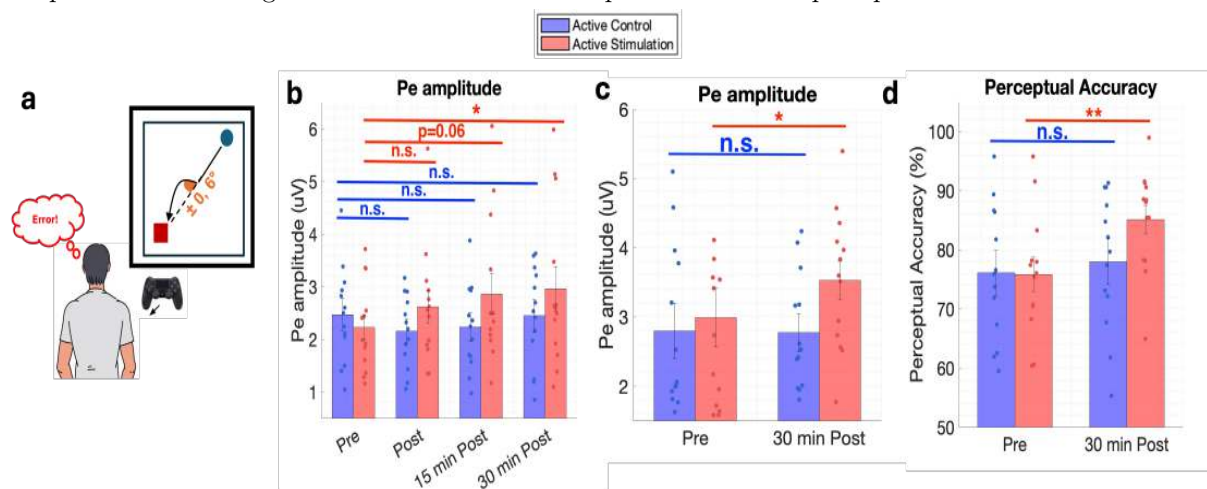 Active Control
Active Stimulation
a
Error!
± 0, 6°
b
Pe amplitude
Pe amplitude (uV)
6
5
4
3
2
1
*
p=0.06
n.s.
n.s.
n.s.
n.s.
Pre
Post
15 min Post
30 min Post
c
Pe amplitude
Pe amplitude (uV)
6
5
4
3
2
*
n.s.
Pre
30 min Post
d
Perceptual Accuracy
Perceptual Accuracy (%)
100
90
80
70
60
50
**
n.s.
Pre
30 min Post